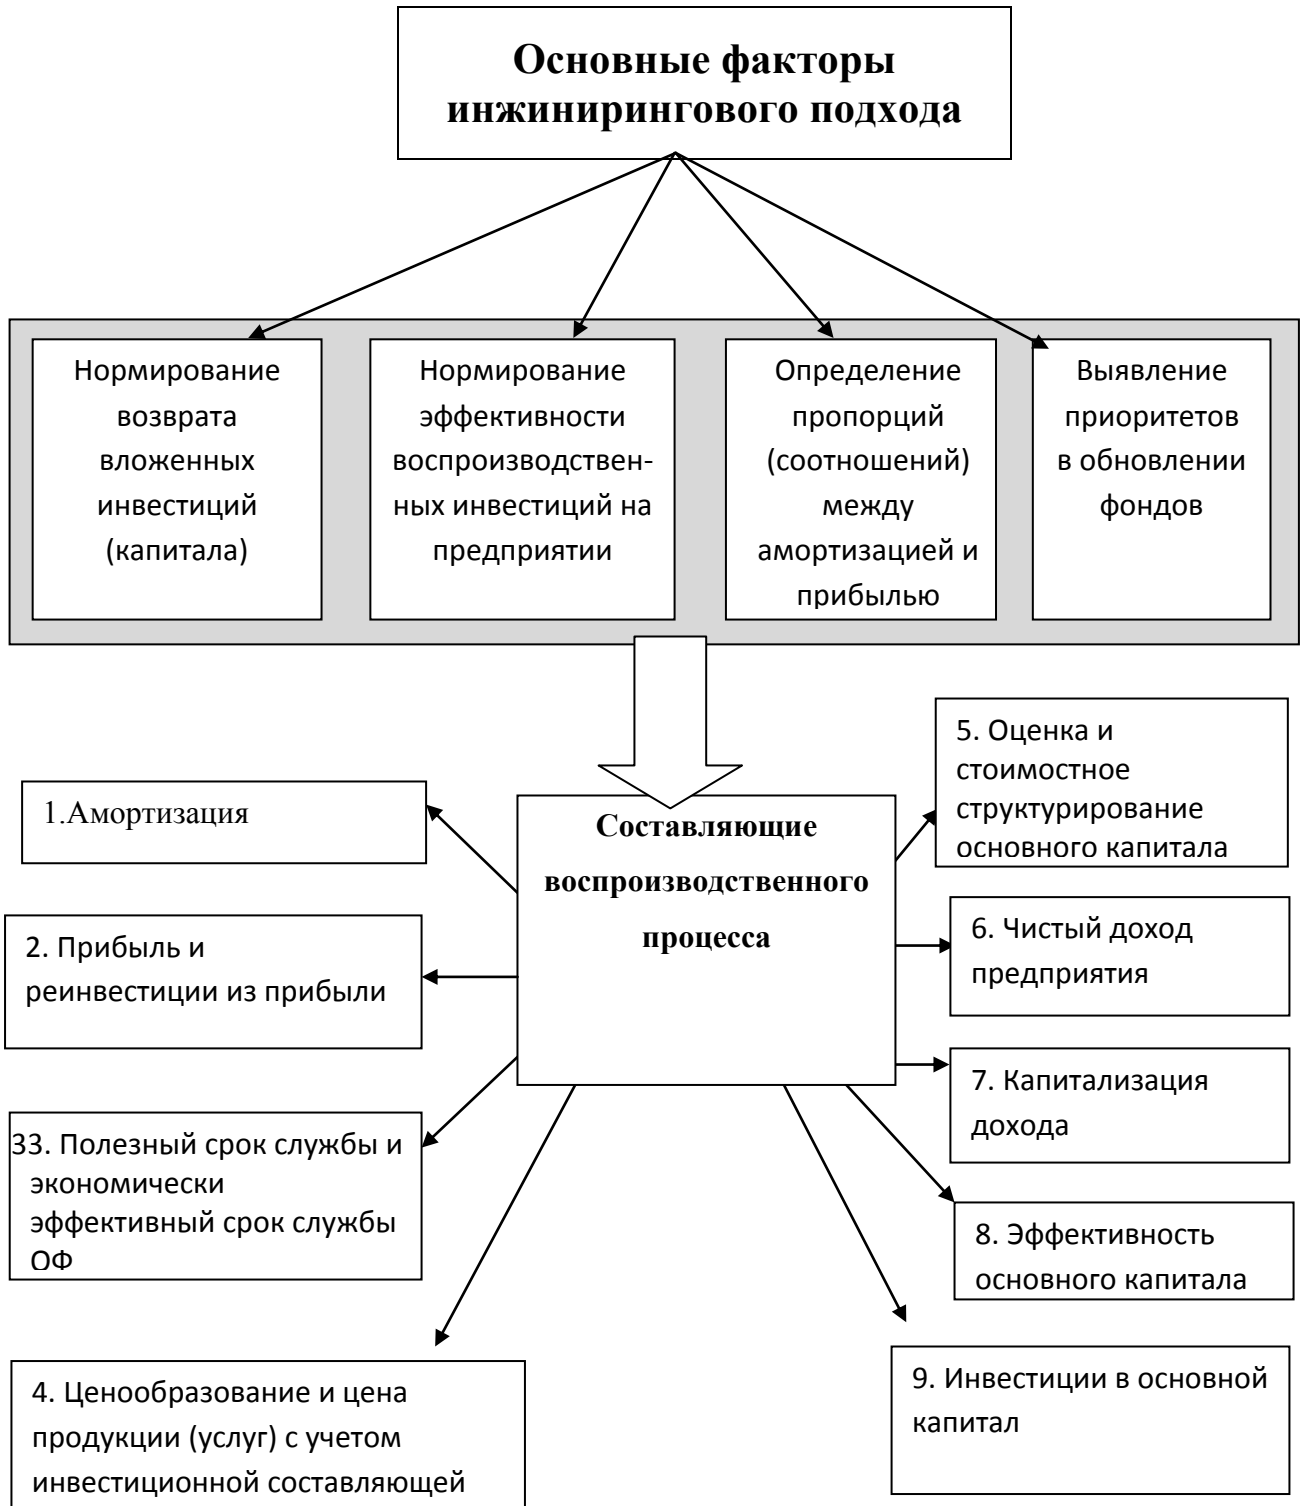 Основные факторы
инжинирингового подхода
Нормирование
возврата
вложенных
инвестиций
(капитала)
Нормирование
эффективности
воспроизводствен-
ных инвестиций на
предприятии
Определение
пропорций
(соотношений)
между
амортизацией и
прибылью
Выявление
приоритетов
в обновлении
фондов
Составляющие
воспроизводственного
процесса
1.Амортизация
2. Прибыль и
реинвестиции из прибыли
33. Полезный срок службы и
экономически
эффективный срок службы
ОФ
4. Ценообразование и цена
продукции (услуг) с учетом
инвестиционной составляющей
5. Оценка и
стоимостное
структурирование
основного капитала
6. Чистый доход
предприятия
7. Капитализация
дохода
8. Эффективность
основного капитала
9. Инвестиции в основной
капитал